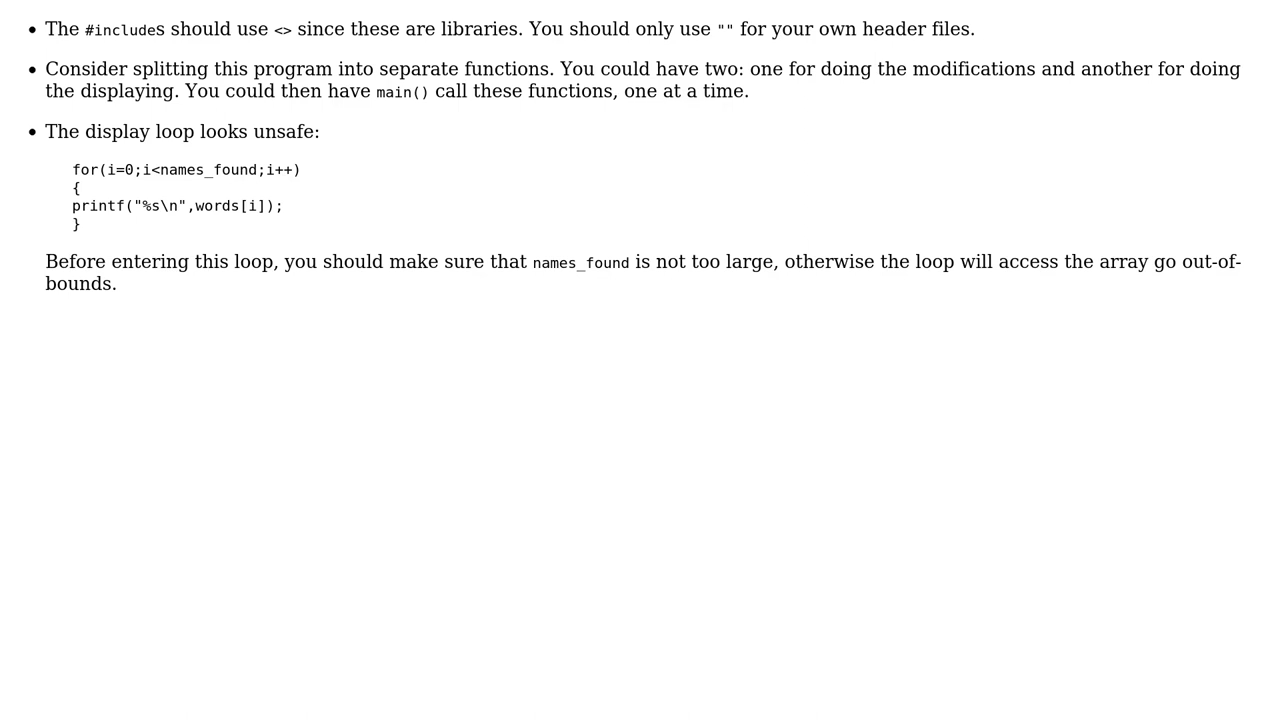 • The #includes should use <> since these are libraries. You should only use "" for your own header files.
• Consider splitting this program into separate functions. You could have two: one for doing the modifications and another for doing
the displaying. You could then have main() call these functions, one at a time.
• The display loop looks unsafe:
for(i=0;i<names_found;i++)
{
printf("%s\n",words[i]);
}
Before entering this loop, you should make sure that names_found is not too large, otherwise the loop will access the array go out-of-
bounds.